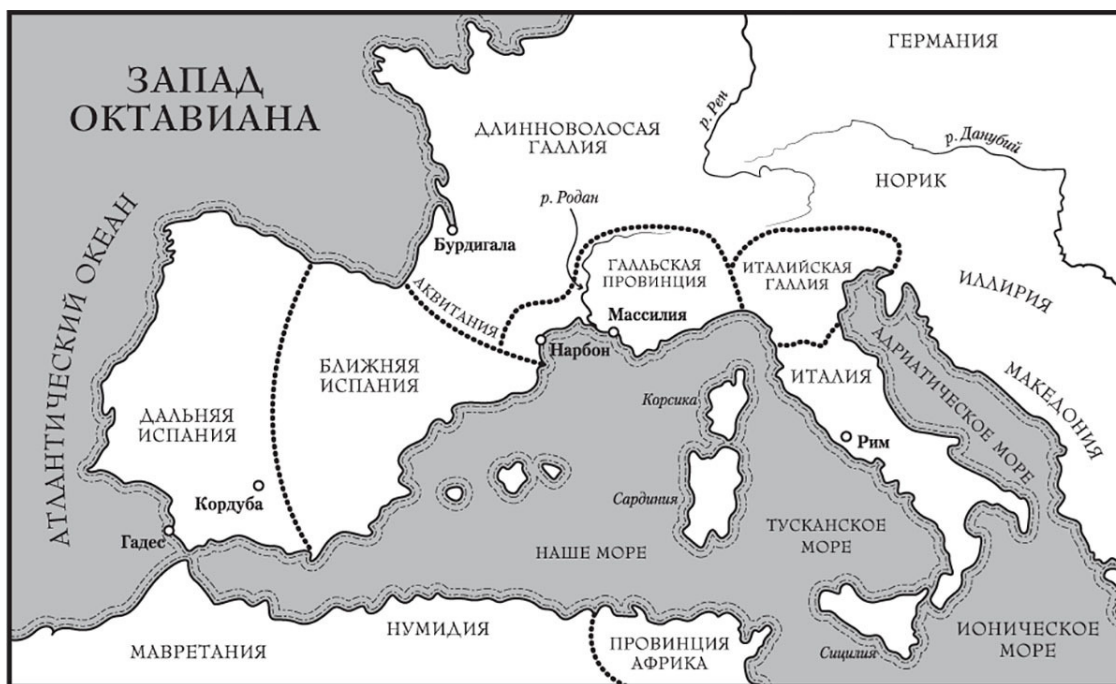 ЗАПАД
ОКТАВИАНА
ГЕРМАНИЯ
р. Рен
ДЛИННОВОЛОСАЯ
ГАЛЛИЯ
р. Данубий
НОРИК
р. Родан
АТЛАНТИЧЕСКИЙ ОКЕАН
Бурдигала
ГАЛЛЬСКАЯ
ПРОВИНЦИЯ
ИТАЛИЙСКАЯ
ГАЛЛИЯ
ИЛЛИРИЯ
АКВИТАНИЯ
Массилия
Нарбон
АДРИАТИЧЕСКОЕ МОРЕ
МАКЕДОНИЯ
БЛИЖНЯЯ
ИСПАНИЯ
ИТАЛИЯ
Корсика
ДАЛЬНЯЯ
ИСПАНИЯ
Рим
Кордуба
Сардиния
Гадес
НАШЕ МОРЕ
ТУСКАНСКОЕ
МОРЕ
МАВРЕТАНИЯ
НУМИДИЯ
ПРОВИНЦИЯ
АФРИКА
Сицилия
ИОНИЧЕСКОЕ
МОРЕ